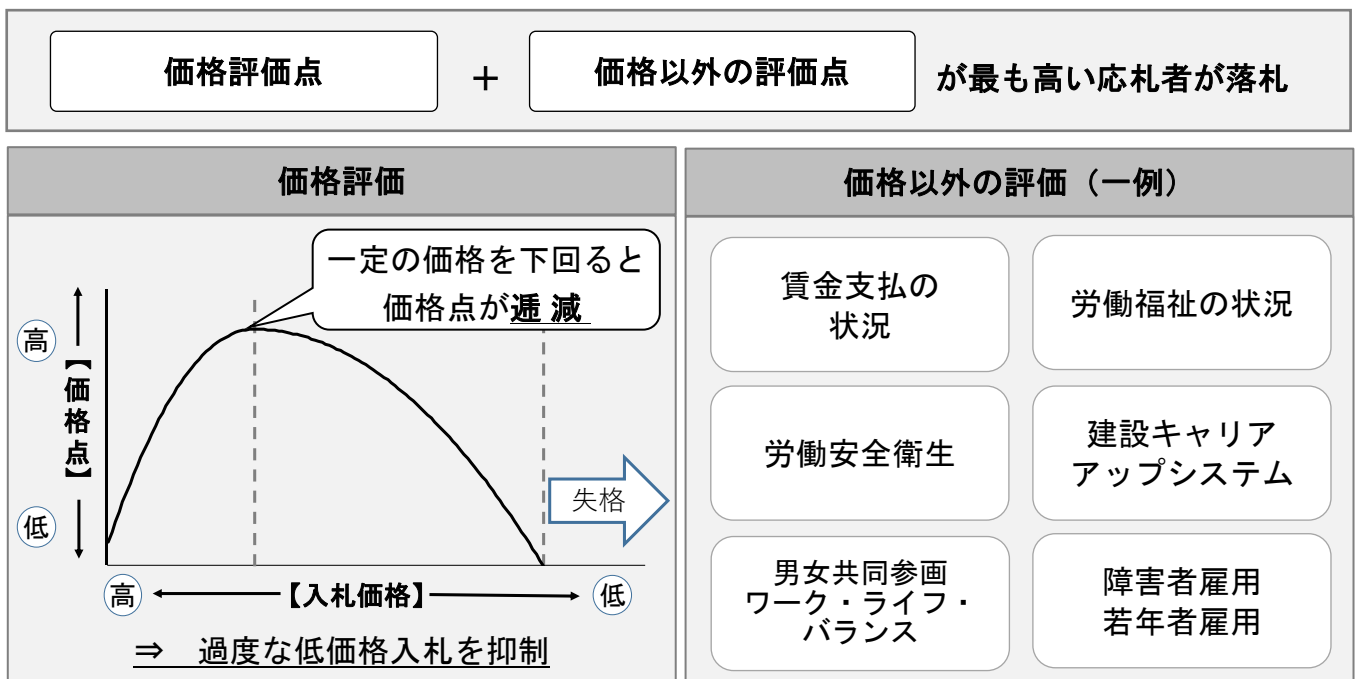 価格評価点 ＋ 価格以外の評価点 が最も高い応札者が落札
価格評価
一定の価格を下回ると
価格点が逓減
高
【価格点】
低
失格
高 【入札価格】 低
⇒ 過度な低価格入札を抑制
価格以外の評価（一例）
賃金支払の
状況
労働福祉の状況
労働安全衛生
建設キャリア
アップシステム
男女共同参画
ワーク・ライフ・
バランス
障害者雇用
若年者雇用